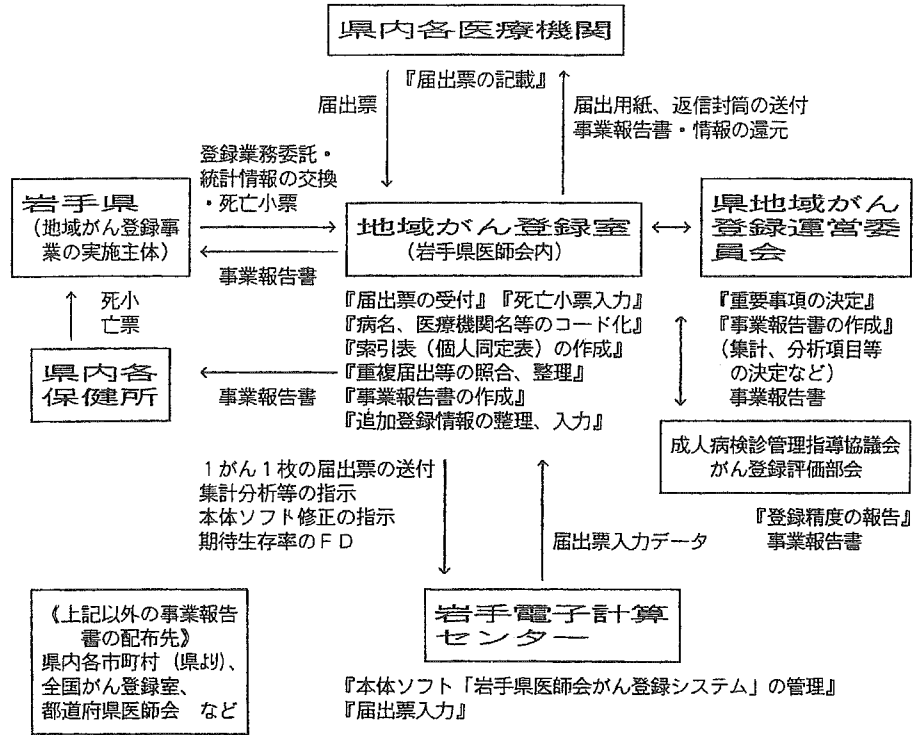 県内各医療機関
『届出票の記載』
届出票
届出用紙、返信封筒の送付
事業報告書・情報の還元
登録業務委託・
統計情報の交換
・死亡小票
岩手県
(地域がん登録事
業の実施主体)
地域がん登録室
(岩手県医師会内)
県地域がん
登録運営委
員会
事業報告書
死小
亡票
『届出票の受付』『死亡小票入力』
『病名、医療機関名等のコード化』
『索引表(個人同定表)の作成』
『重複届出等の照合、整理』
『事業報告書の作成』
『追加登録情報の整理、入力』
『重要事項の決定』
『事業報告書の作成』
(集計、分析項目等
の決定など)
事業報告書
県内各
保健所
事業報告書
成人病検診管理指導協議会
がん登録評価部会
『登録精度の報告』
事業報告書
1がん1枚の届出票の送付
集計分析等の指示
本体ソフト修正の指示
期待生存率のFD
届出票入力データ
岩手電子計算
センター
『本体ソフト「岩手県医師会がん登録システム」の管理』
『届出票入力』
《上記以外の事業報告
書の配布先》
県内各市町村(県より)、
全国がん登録室、
都道府県医師会 など